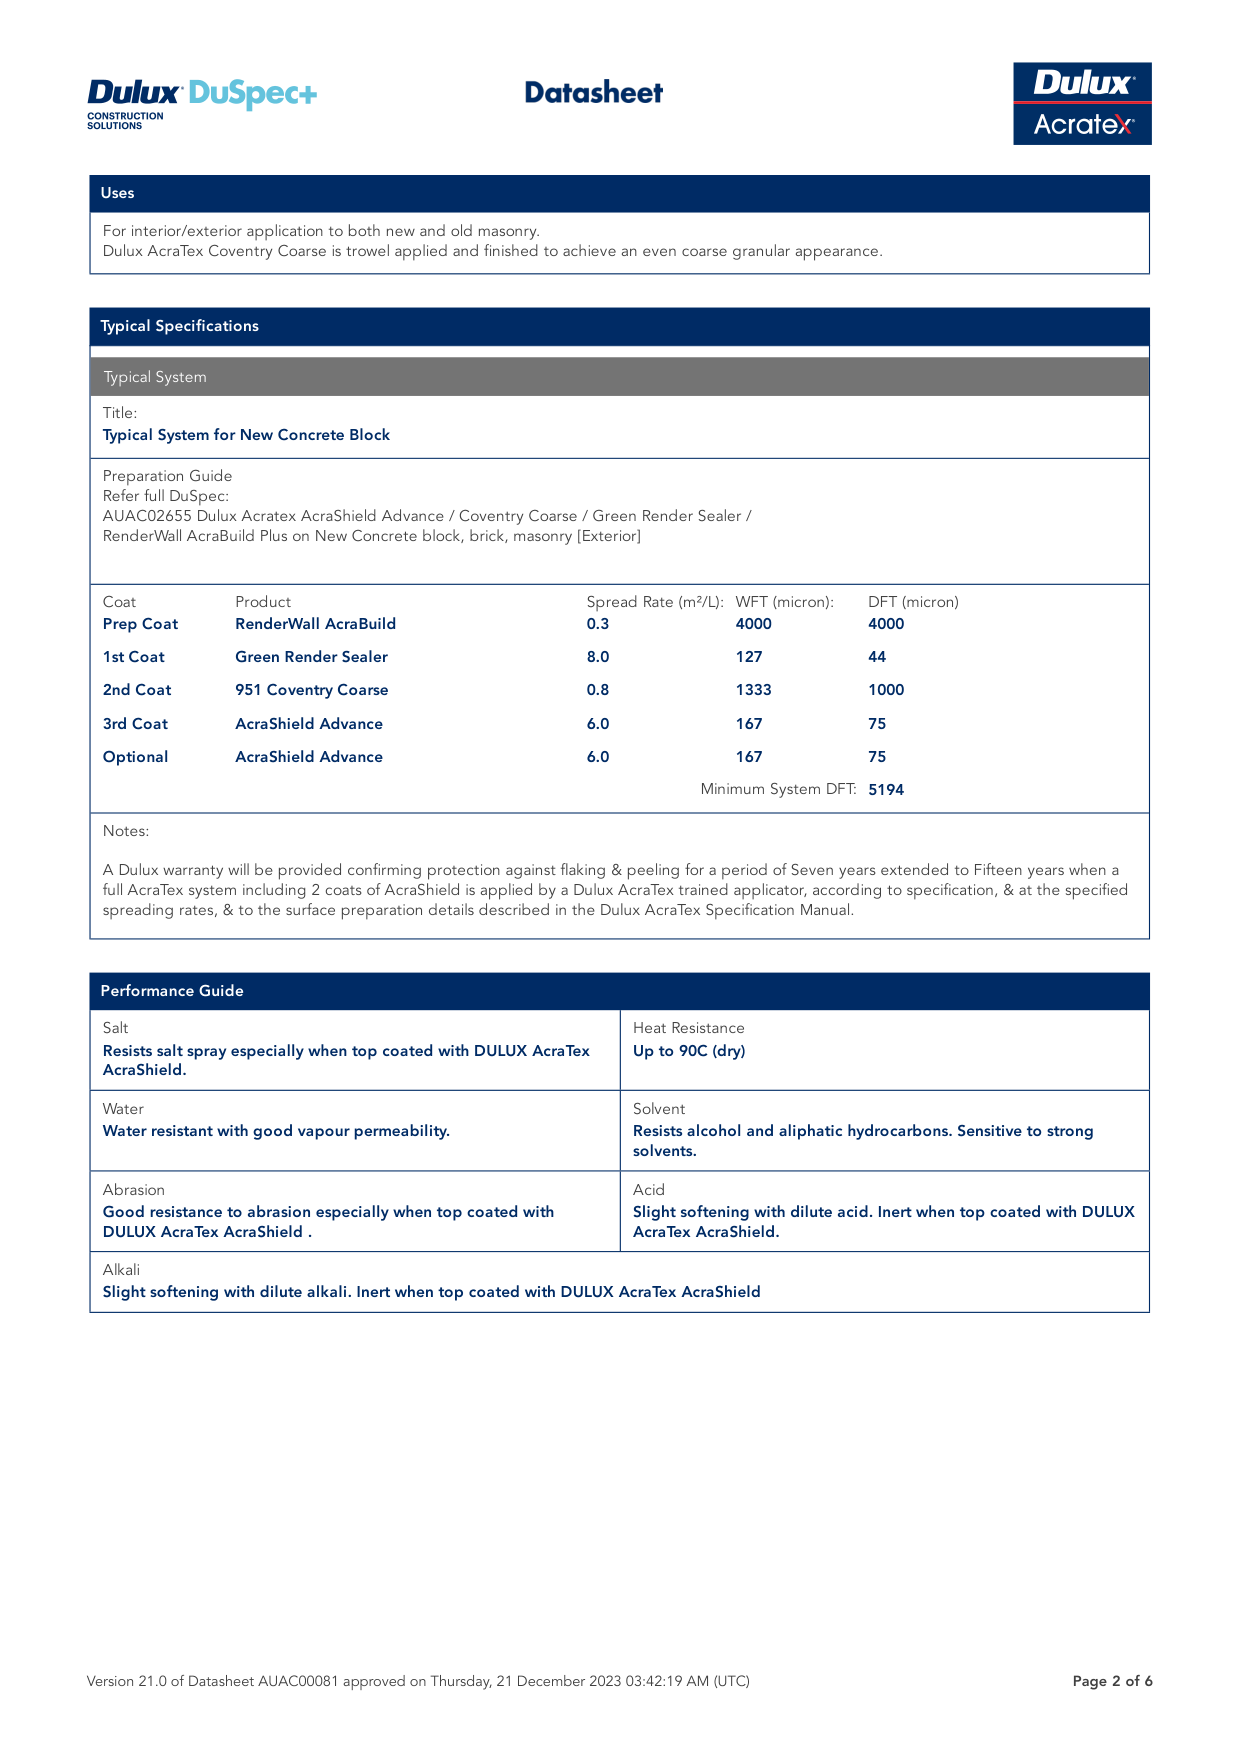 Dulux DuSpec+
CONSTRUCTION
SOLUTIONS
Datasheet
Dulux
Acratex
Uses
For interior/exterior application to both new and old masonry.
Dulux AcraTex Coventry Coarse is trowel applied and finished to achieve an even coarse granular appearance.
Typical Specifications
Typical System
Title:
Typical System for New Concrete Block
Preparation Guide
Refer full DuSpec:
AUAC02655 Dulux Acratex AcraShield Advance / Coventry Coarse / Green Render Sealer /
RenderWall AcraBuild Plus on New Concrete block, brick, masonry [Exterior]
Coat Product Spread Rate (m²/L): WFT (micron): DFT (micron)
Prep Coat RenderWall AcraBuild 0.3 4000 4000
1st Coat Green Render Sealer 8.0 127 44
2nd Coat 951 Coventry Coarse 0.8 1333 1000
3rd Coat AcraShield Advance 6.0 167 75
Optional AcraShield Advance 6.0 167 75
Minimum System DFT: 5194
Notes:
A Dulux warranty will be provided confirming protection against flaking & peeling for a period of Seven years extended to Fifteen years when a
full AcraTex system including 2 coats of AcraShield is applied by a Dulux AcraTex trained applicator, according to specification, & at the specified
spreading rates, & to the surface preparation details described in the Dulux AcraTex Specification Manual.
Performance Guide
Salt
Resists salt spray especially when top coated with DULUX AcraTex
AcraShield.
Heat Resistance
Up to 90C (dry)
Water
Water resistant with good vapour permeability.
Solvent
Resists alcohol and aliphatic hydrocarbons. Sensitive to strong
solvents.
Abrasion
Good resistance to abrasion especially when top coated with
DULUX AcraTex AcraShield .
Acid
Slight softening with dilute acid. Inert when top coated with DULUX
AcraTex AcraShield.
Alkali
Slight softening with dilute alkali. Inert when top coated with DULUX AcraTex AcraShield
Version 21.0 of Datasheet AUAC00081 approved on Thursday, 21 December 2023 03:42:19 AM (UTC)
Page 2 of 6